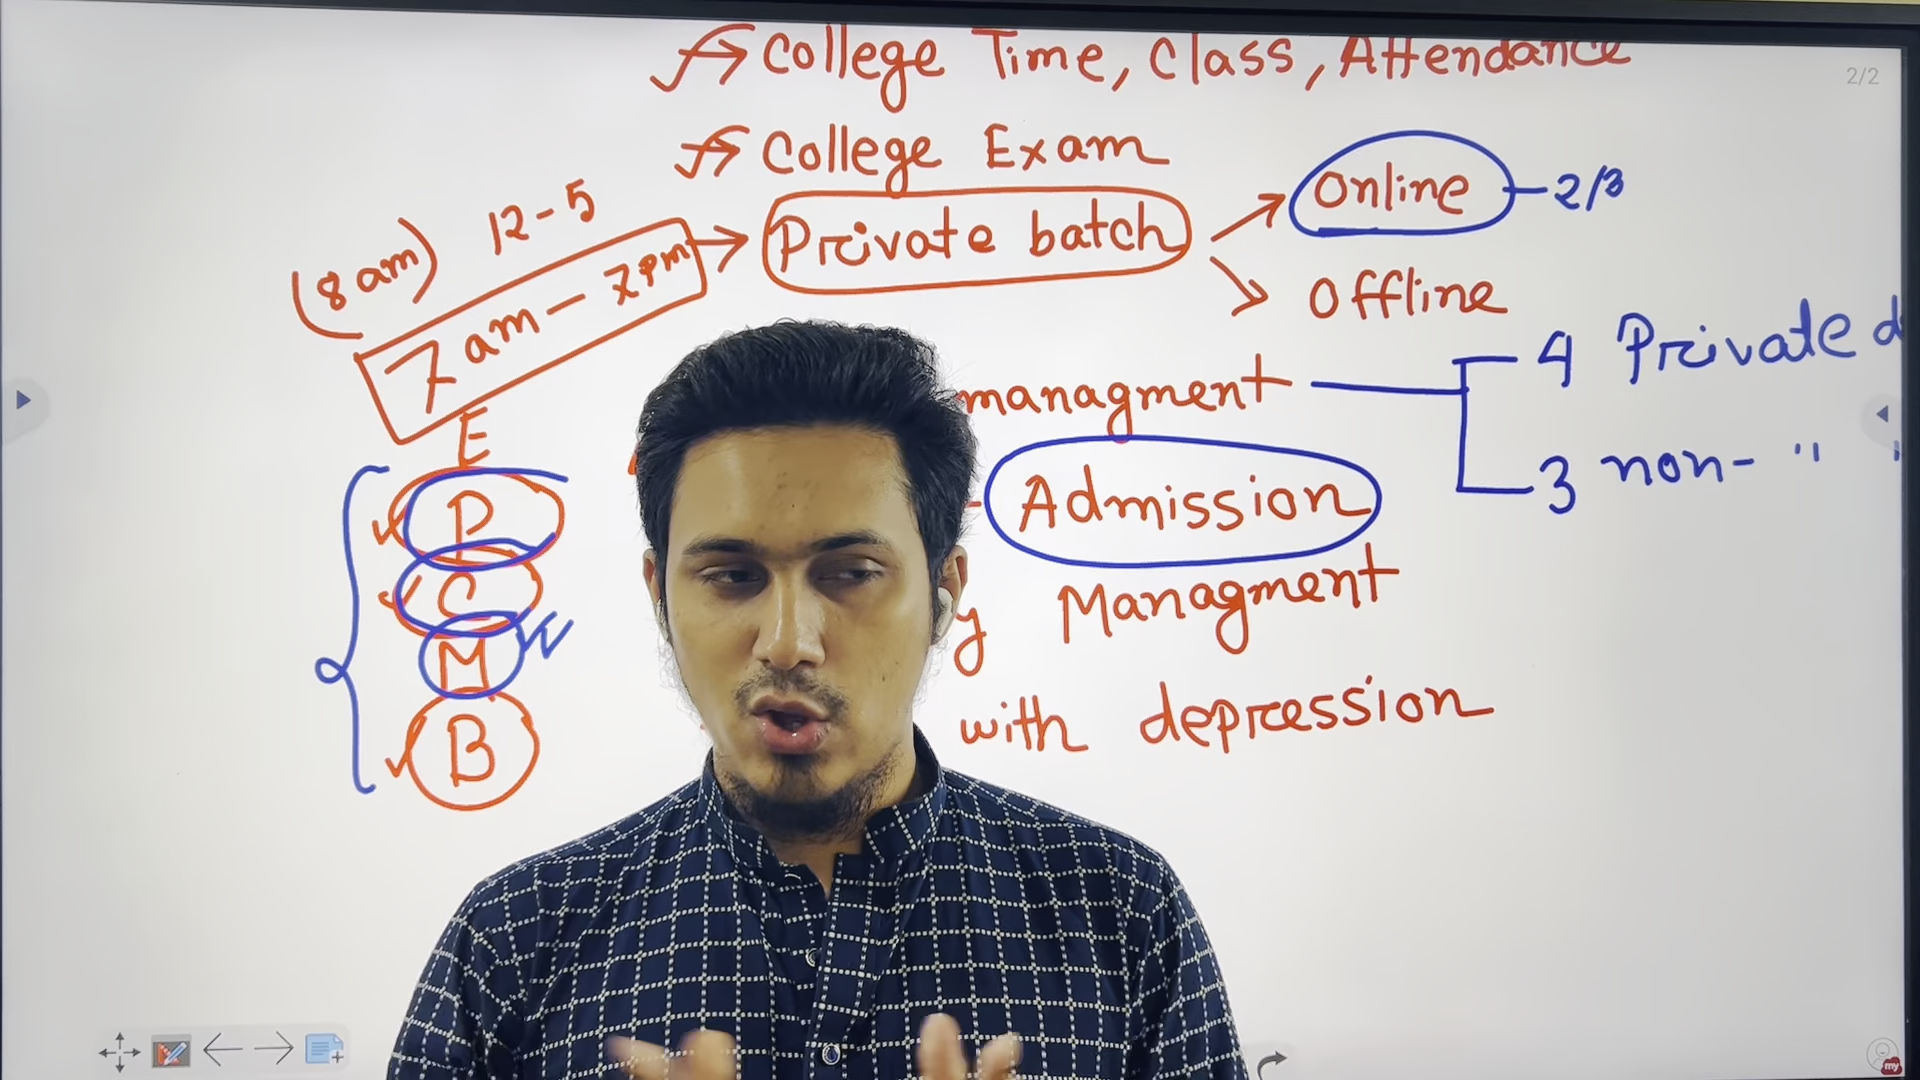 College Time, Class, Attendance
2/2
College Exam
(8 am) 12-5
7 am - 7 pm
Private batch
Online - 2/3
Offline
managment
4 Private d
3 non- " "
E
P
C
M
B
Admission
y Managment
with depression
my